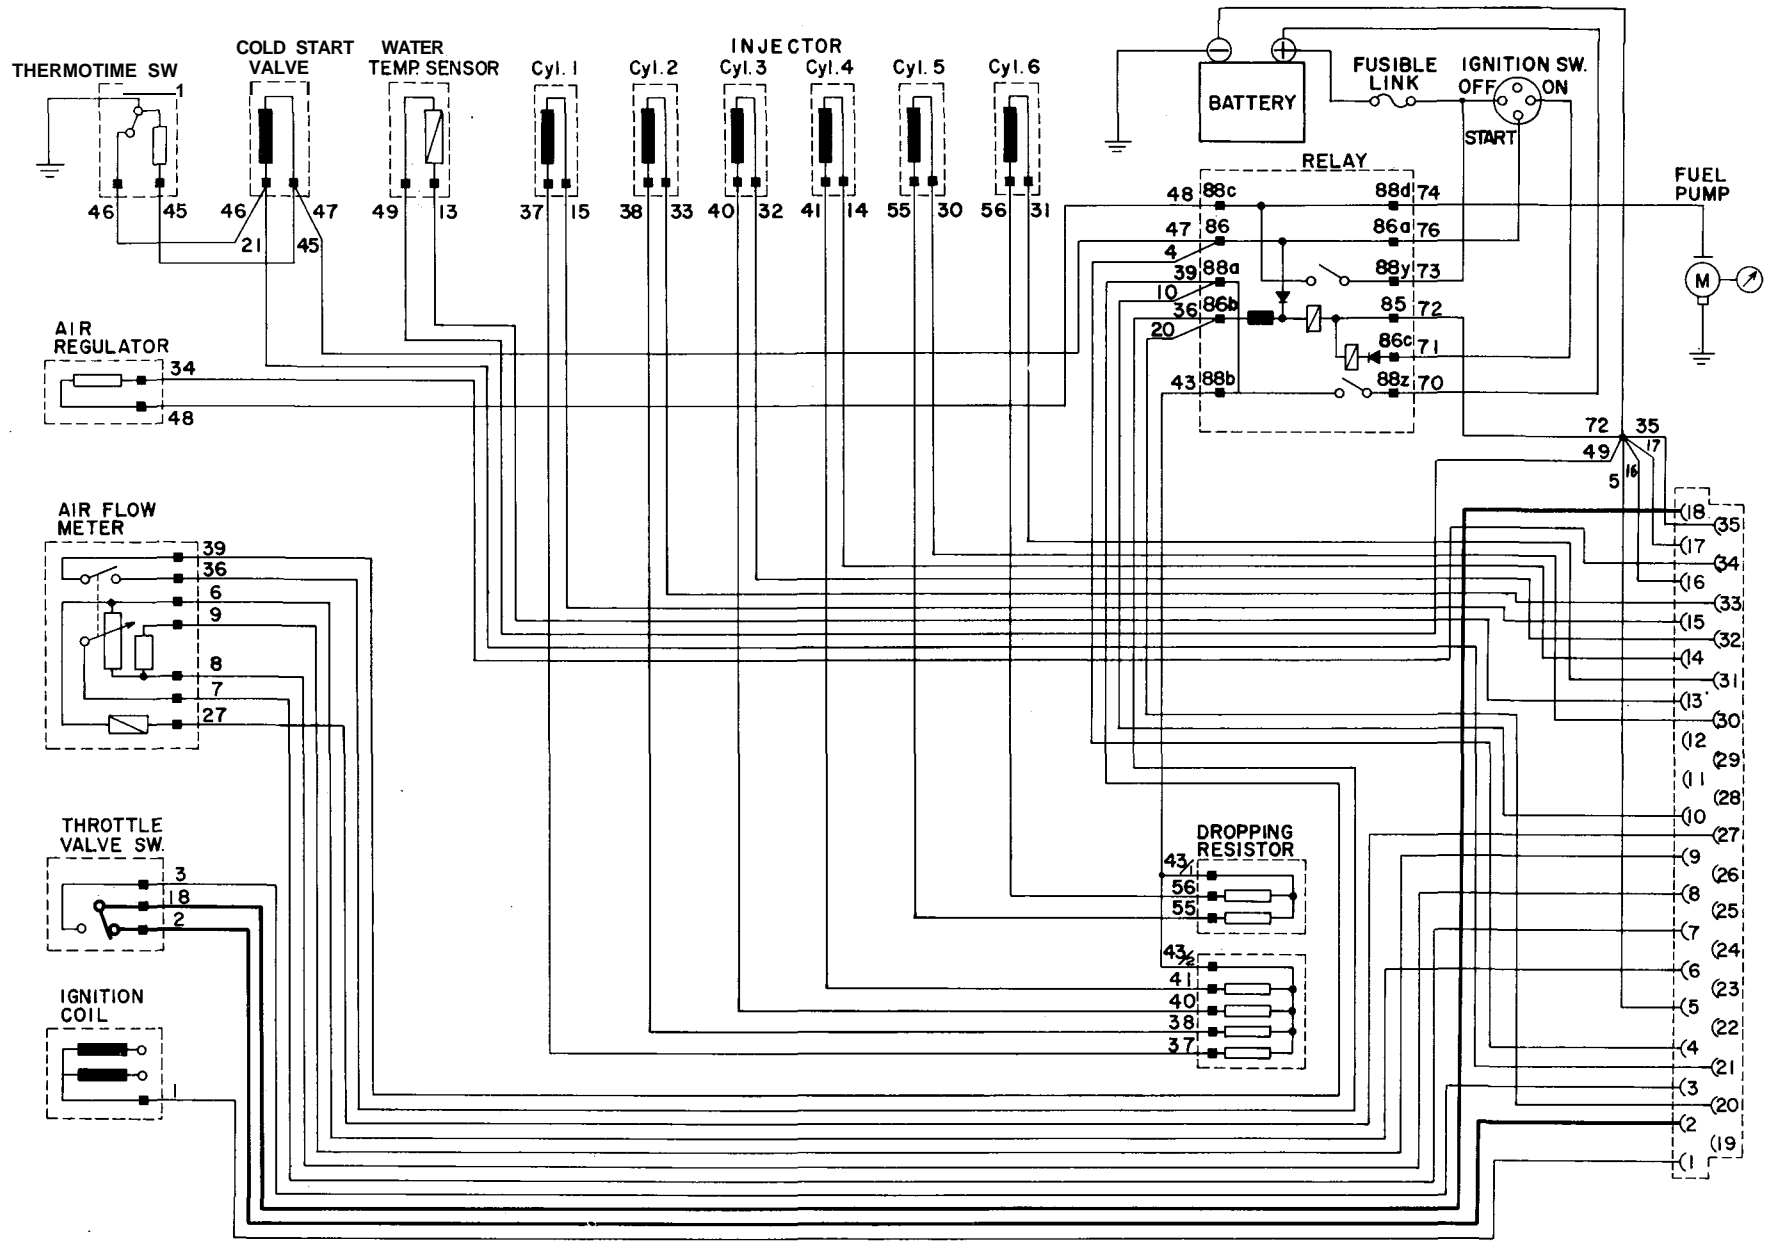 THERMOTIME SW
1
46
45
COLD START
VALVE
46
47
21
45
WATER
TEMP. SENSOR
49
13
INJECTOR
Cyl. 1
Cyl. 2
Cyl. 3
Cyl. 4
Cyl. 5
Cyl. 6
37
15
38
33
40
32
41
14
55
30
56
31
BATTERY
FUSIBLE
LINK
IGNITION SW.
OFF
ON
START
RELAY
48
88c
88d
74
47
86
86a
76
4
39
88a
88y
73
10
36
86b
85
72
20
86c
71
43
88b
88z
70
FUEL
PUMP
M
AIR
REGULATOR
34
48
72
35
49
17
16
5
AIR FLOW
METER
39
36
6
9
8
7
27
THROTTLE
VALVE SW.
3
18
2
IGNITION
COIL
1
DROPPING
RESISTOR
43/1
56
55
43/2
41
40
38
37
(18
(35
(17
(34
(16
(33
(15
(32
(14
(31
(13
(30
(12
(29
(11
(28
(10
(27
(9
(26
(8
(25
(7
(24
(6
(23
(5
(22
(4
(21
(3
(20
(2
(19
(1